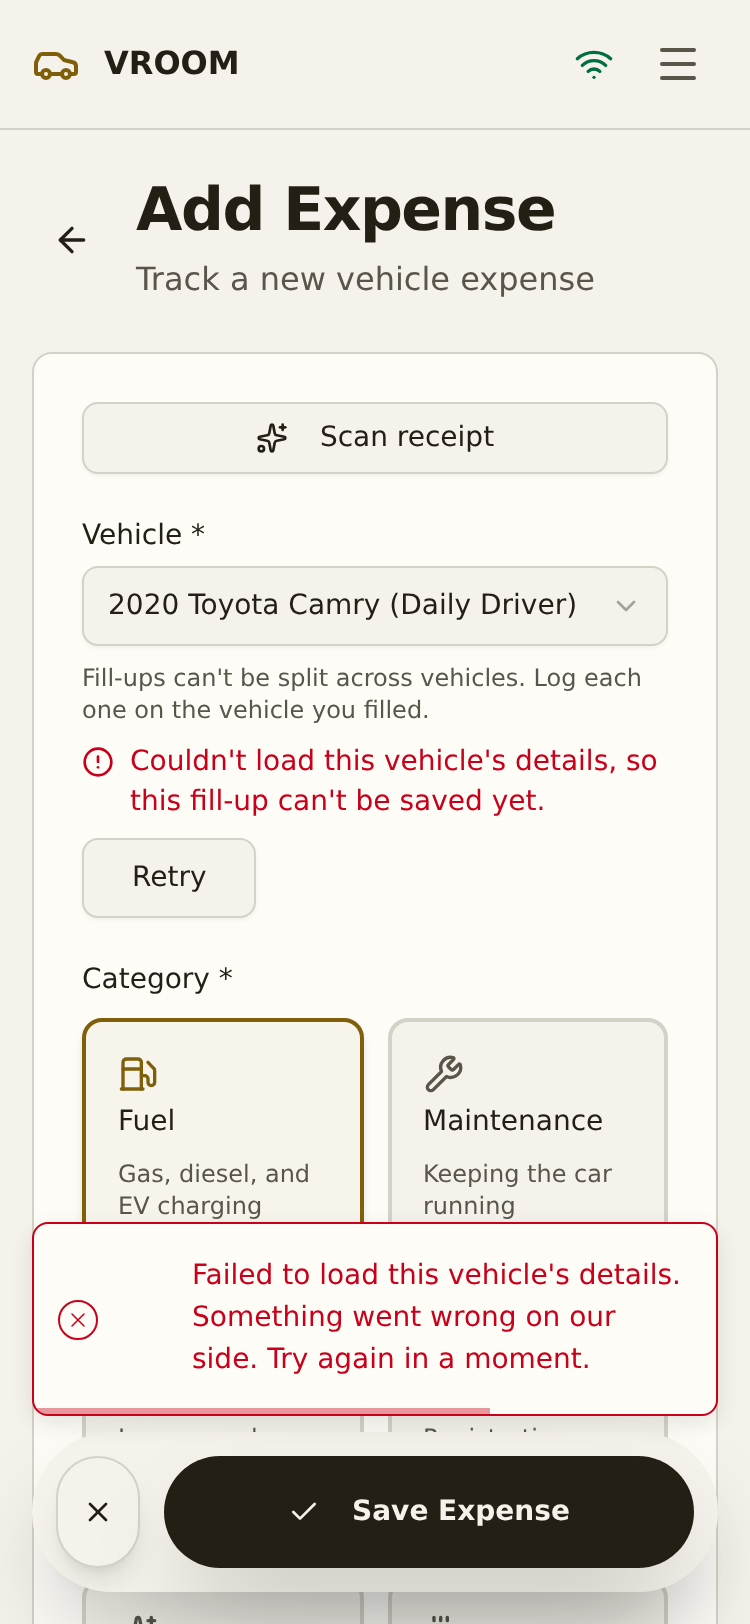 VROOM
Add Expense
Track a new vehicle expense
Scan receipt
Vehicle *
2020 Toyota Camry (Daily Driver)
Fill-ups can't be split across vehicles. Log each
one on the vehicle you filled.
Couldn't load this vehicle's details, so
this fill-up can't be saved yet.
Retry
Category *
Fuel
Maintenance
Gas, diesel, and
EV charging
Keeping the car
running
Failed to load this vehicle's details.
Something went wrong on our
side. Try again in a moment.
Save Expense